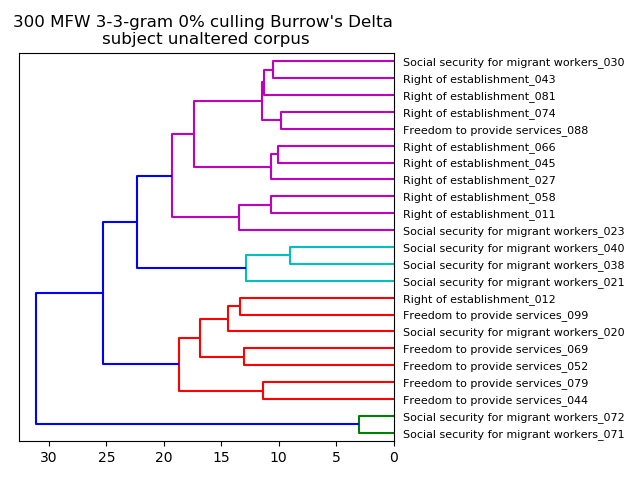 300 MFW 3-3-gram 0% culling Burrow's Delta
subject unaltered corpus
Social security for migrant workers_030
Right of establishment_043
Right of establishment_081
Right of establishment_074
Freedom to provide services_088
Right of establishment_066
Right of establishment_045
Right of establishment_027
Right of establishment_058
Right of establishment_011
Social security for migrant workers_023
Social security for migrant workers_040
Social security for migrant workers_038
Social security for migrant workers_021
Right of establishment_012
Freedom to provide services_099
Social security for migrant workers_020
Freedom to provide services_069
Freedom to provide services_052
Freedom to provide services_079
Freedom to provide services_044
Social security for migrant workers_072
Social security for migrant workers_071
30 25 20 15 10 5 0